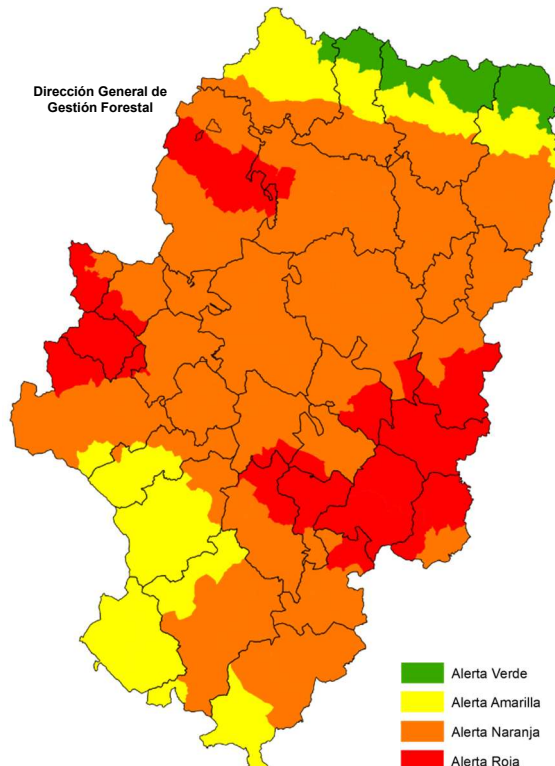 Dirección General de
Gestión Forestal
Alerta Verde
Alerta Amarilla
Alerta Naranja
Alerta Roja